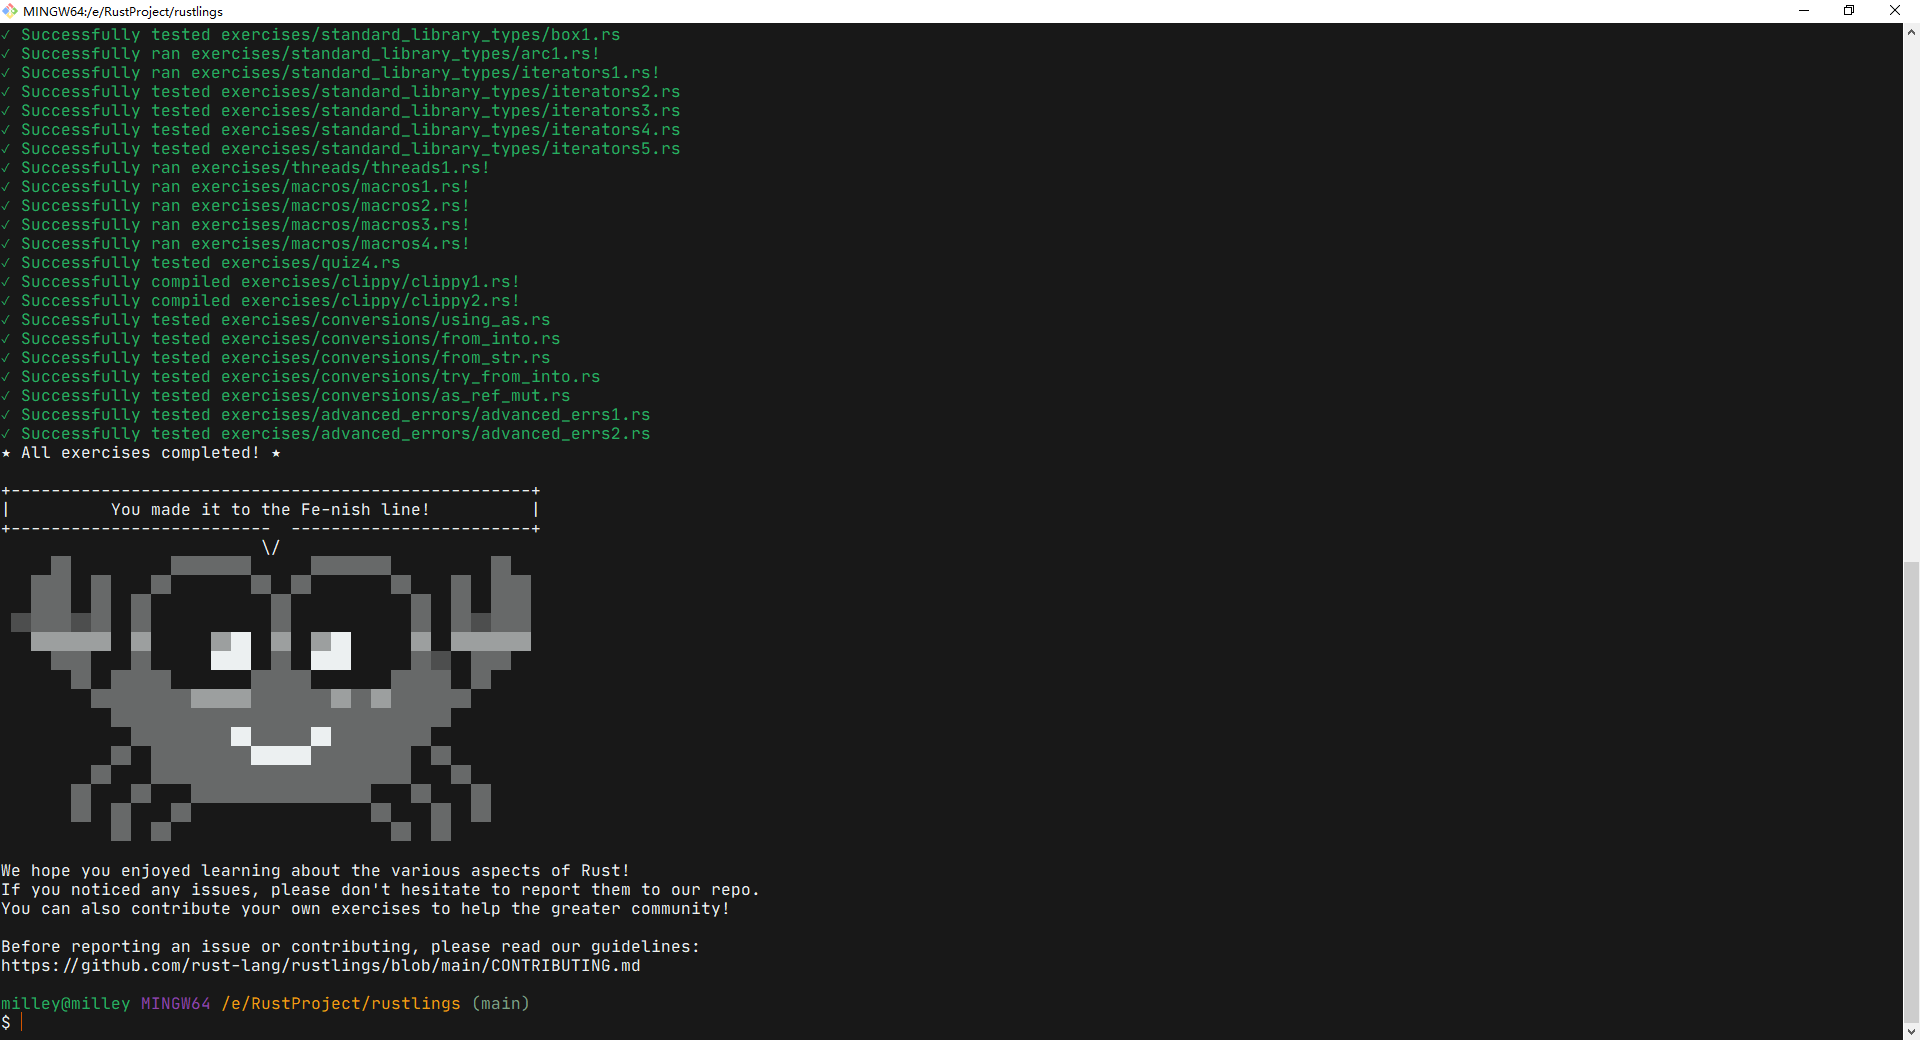 MINGW64:/e/RustProject/rustlings
✓ Successfully tested exercises/standard_library_types/box1.rs
✓ Successfully ran exercises/standard_library_types/arc1.rs!
✓ Successfully ran exercises/standard_library_types/iterators1.rs!
✓ Successfully tested exercises/standard_library_types/iterators2.rs
✓ Successfully tested exercises/standard_library_types/iterators3.rs
✓ Successfully tested exercises/standard_library_types/iterators4.rs
✓ Successfully tested exercises/standard_library_types/iterators5.rs
✓ Successfully ran exercises/threads/threads1.rs!
✓ Successfully ran exercises/macros/macros1.rs!
✓ Successfully ran exercises/macros/macros2.rs!
✓ Successfully ran exercises/macros/macros3.rs!
✓ Successfully ran exercises/macros/macros4.rs!
✓ Successfully tested exercises/quiz4.rs
✓ Successfully compiled exercises/clippy/clippy1.rs!
✓ Successfully compiled exercises/clippy/clippy2.rs!
✓ Successfully tested exercises/conversions/using_as.rs
✓ Successfully tested exercises/conversions/from_into.rs
✓ Successfully tested exercises/conversions/from_str.rs
✓ Successfully tested exercises/conversions/try_from_into.rs
✓ Successfully tested exercises/conversions/as_ref_mut.rs
✓ Successfully tested exercises/advanced_errors/advanced_errs1.rs
✓ Successfully tested exercises/advanced_errors/advanced_errs2.rs
★ All exercises completed! ★
+----------------------------------------------------+
|          You made it to the Fe-nish line!          |
+--------------------------  ------------------------+
\/
We hope you enjoyed learning about the various aspects of Rust!
If you noticed any issues, please don't hesitate to report them to our repo.
You can also contribute your own exercises to help the greater community!
Before reporting an issue or contributing, please read our guidelines:
https://github.com/rust-lang/rustlings/blob/main/CONTRIBUTING.md
milley@milley MINGW64 /e/RustProject/rustlings (main)
$